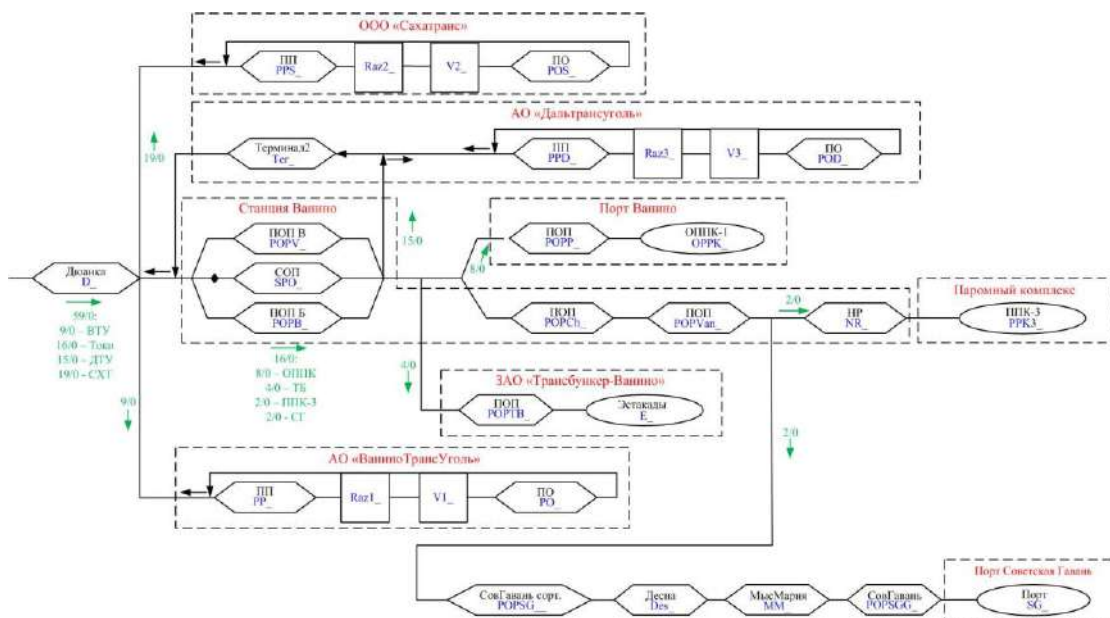 ООО «Сахатранс»
ПП
PPS_
Raz2_
V2_
ПО
POS_
19/0
АО «Дальтрансуголь»
Терминал2
Ter_
ПП
PPD_
Raz3_
V3_
ПО
POD_
Станция Ванино
15/0
Порт Ванино
ПОП В
POPV_
ПОП
POPP_
ОППК-1
OPPK_
8/0
Дюанка
D_
СОП
SPO_
ПОП Б
POPB_
59/0:
9/0 – ВТУ
16/0 – Токи
15/0 – ДТУ
19/0 - СХТ
16/0:
8/0 – ОППК
4/0 – ТБ
2/0 – ППК-3
2/0 - СГ
ПОП
POPCh_
ПОП
POPVan_
2/0
НР
NR_
Паромный комплекс
ППК-3
PPK3_
4/0
ЗАО «Трансбункер-Ванино»
ПОП
POPTB_
Эстакады
E_
9/0
2/0
АО «ВаниноТрансУголь»
ПП
PP_
Raz1_
V1_
ПО
PO_
СовГавань сорт.
POPSG_
Десна
Des_
МысМария
MM_
СовГавань
POPSGG_
Порт Советская Гавань
Порт
SG_